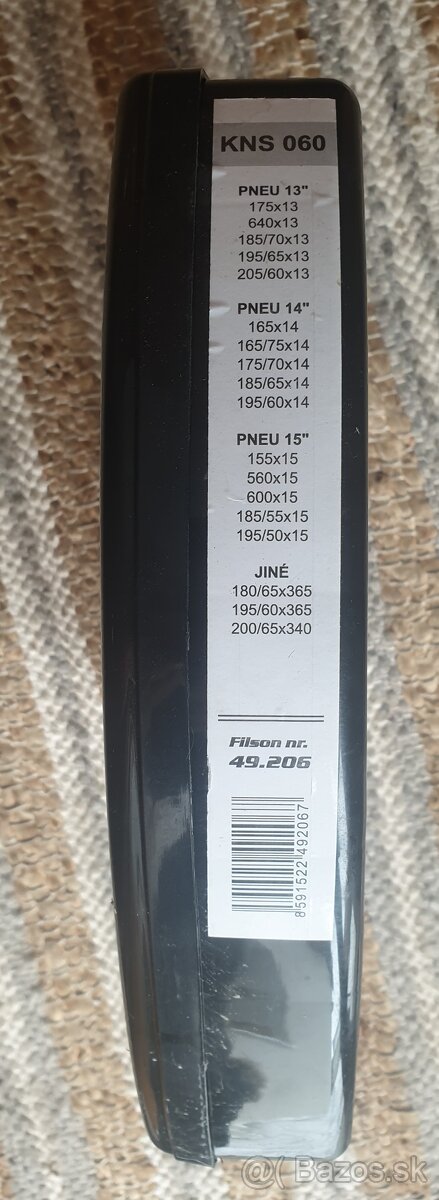 KNS 060
PNEU 13"
175x13
640x13
185/70x13
195/65x13
205/60x13
PNEU 14"
165x14
165/75x14
175/70x14
185/65x14
195/60x14
PNEU 15"
155x15
560x15
600x15
185/55x15
195/50x15
JINÉ
180/65x365
195/60x365
200/65x340
Filson nr.
49.206
8591522492067
@( Bazos.sk